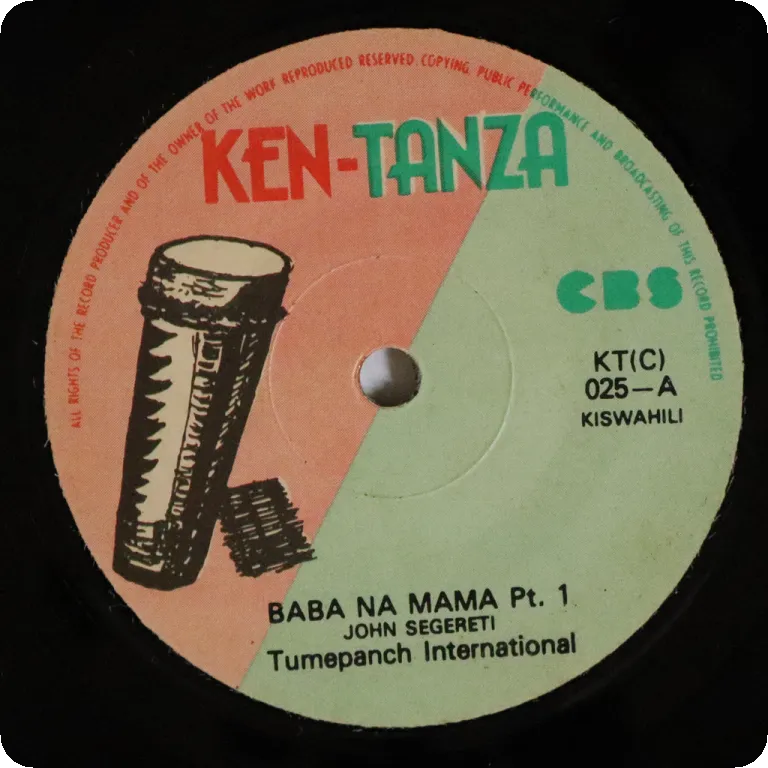 ALL RIGHTS OF THE RECORD PRODUCER AND OF THE OWNER OF THE WORK REPRODUCED RESERVED. COPYING, PUBLIC PERFORMANCE AND BROADCASTING OF THIS RECORD PROHIBITED
KEN-TANZA
CBS
KT(C)
025—A
KISWAHILI
BABA NA MAMA Pt. 1
JOHN SEGERETI
Tumepanch International